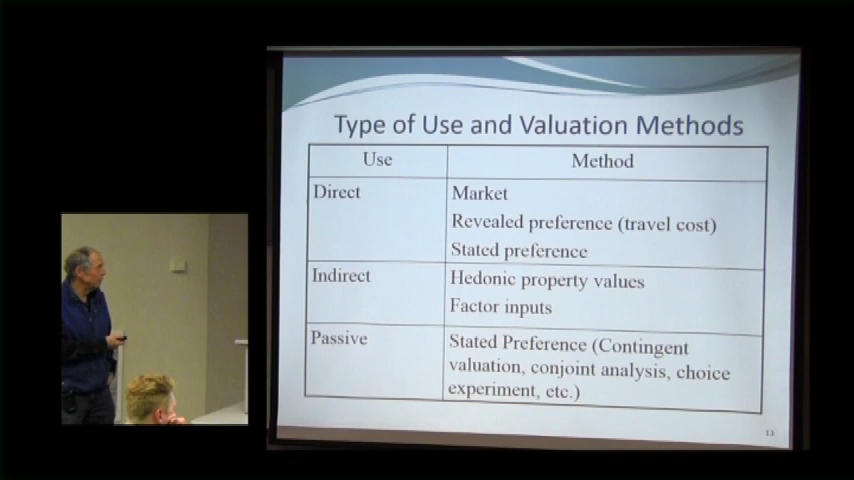 Type of Use and Valuation Methods
Use
Method
Direct
Market
Revealed preference (travel cost)
Stated preference
Indirect
Hedonic property values
Factor inputs
Passive
Stated Preference (Contingent
valuation, conjoint analysis, choice
experiment, etc.)
13